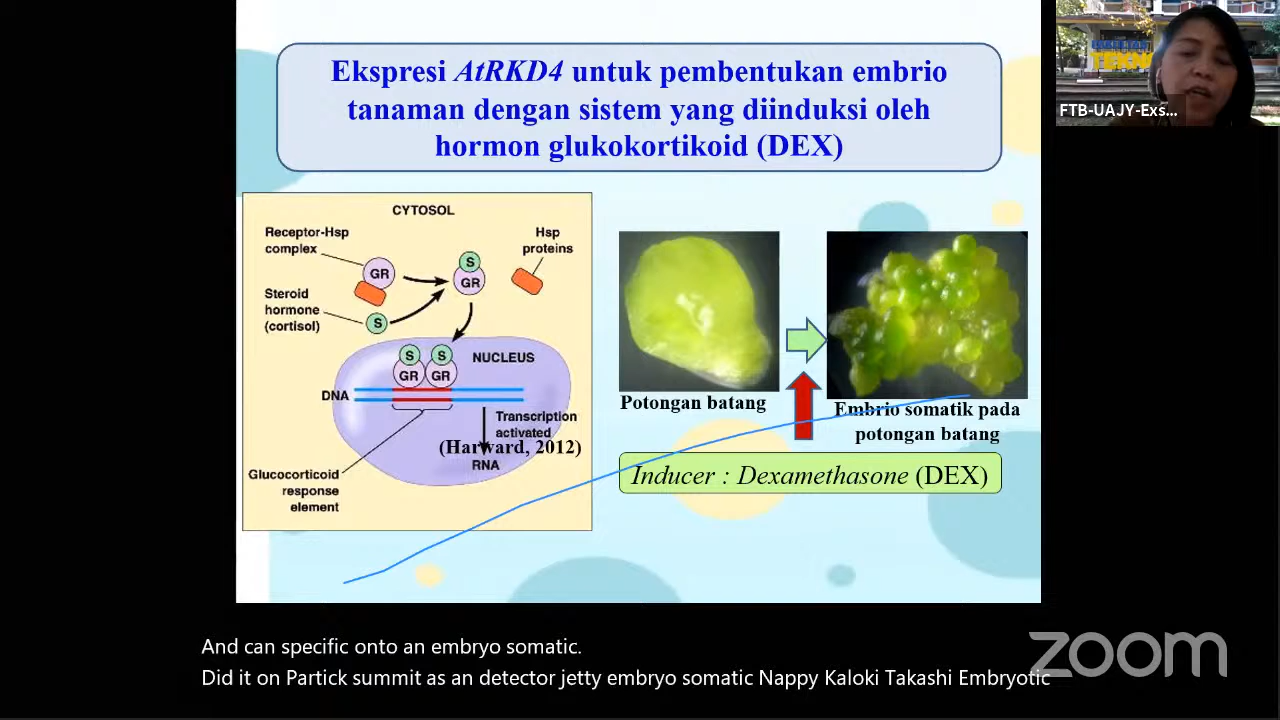 Ekspresi AtRKD4 untuk pembentukan embrio
tanaman dengan sistem yang diinduksi oleh
hormon glukokortikoid (DEX)
FTB-UAJY-Exs...
CYTOSOL
Receptor-Hsp
complex
Hsp
proteins
GR
S
GR
Steroid
hormone
(cortisol)
S
NUCLEUS
S
S
GR
GR
DNA
Transcription
activated
(Harward, 2012)
RNA
Glucocorticoid
response
element
Potongan batang
Embrio somatik pada
potongan batang
Inducer : Dexamethasone (DEX)
And can specific onto an embryo somatic.
Did it on Partick summit as an detector jetty embryo somatic Nappy Kaloki Takashi Embryotic
zoom